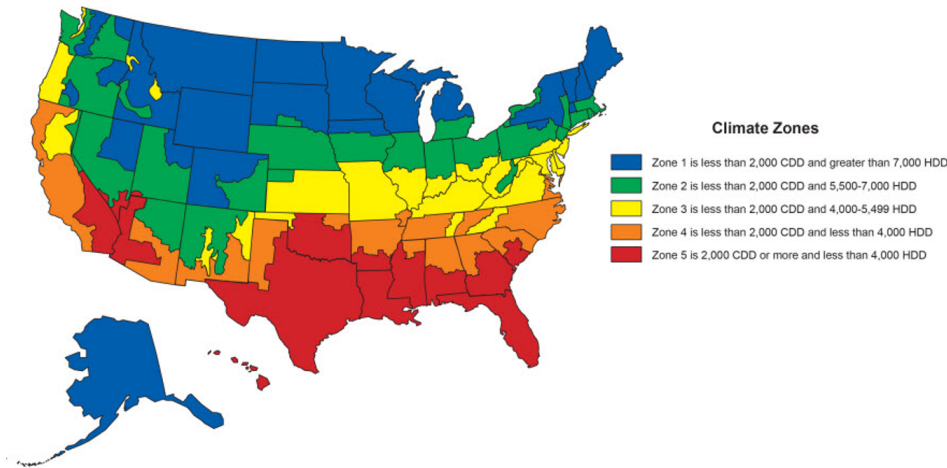 Climate Zones
Zone 1 is less than 2,000 CDD and greater than 7,000 HDD
Zone 2 is less than 2,000 CDD and 5,500-7,000 HDD
Zone 3 is less than 2,000 CDD and 4,000-5,499 HDD
Zone 4 is less than 2,000 CDD and less than 4,000 HDD
Zone 5 is 2,000 CDD or more and less than 4,000 HDD